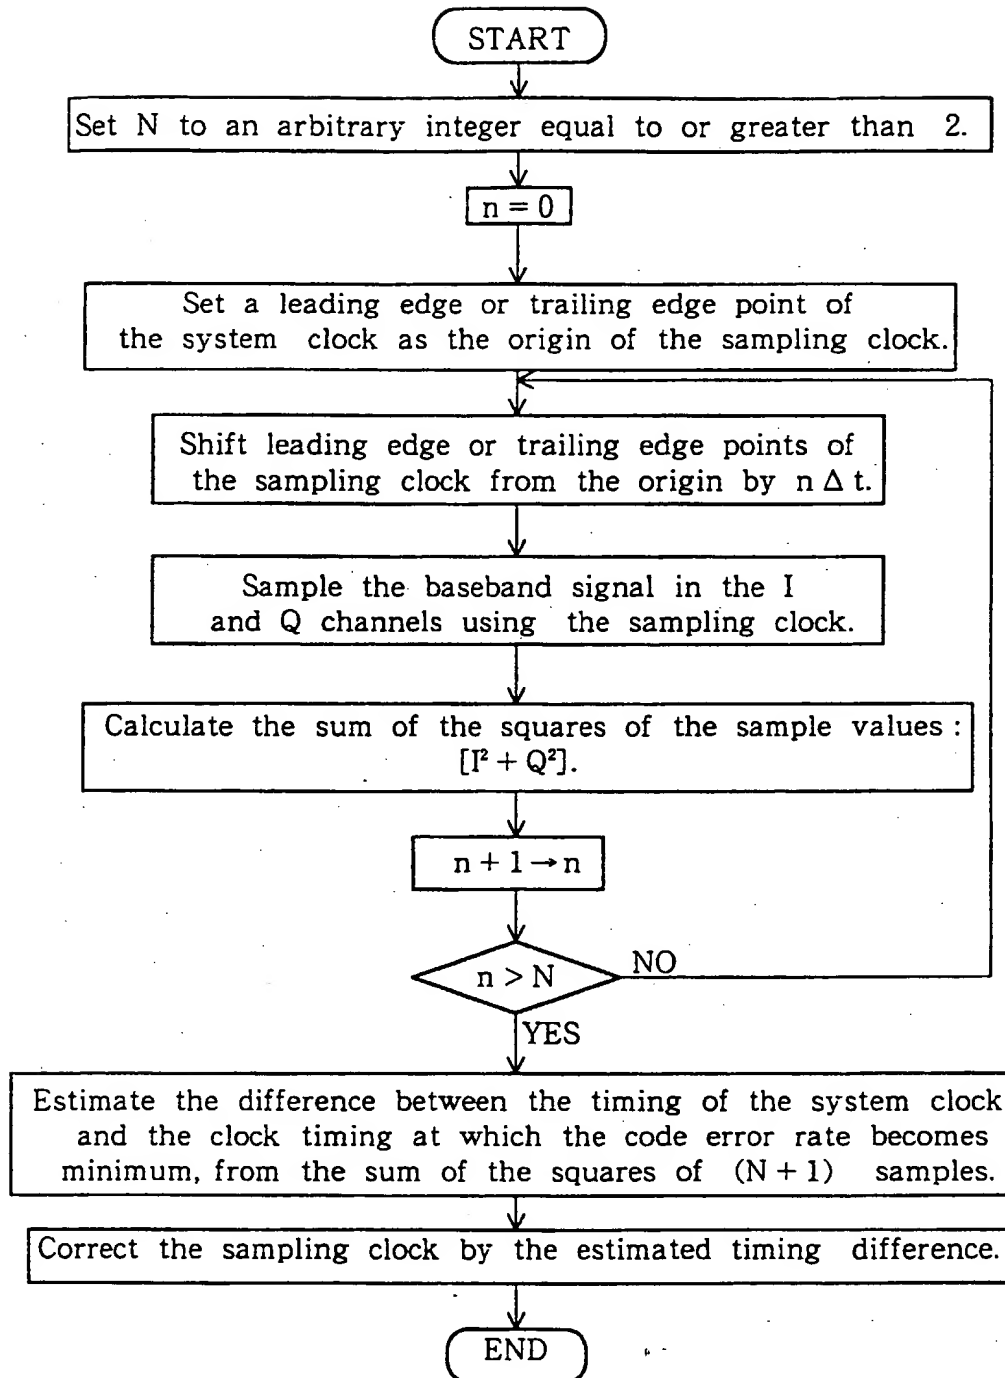 START
Set N to an arbitrary integer equal to or greater than 2.
n = 0
Set a leading edge or trailing edge point of
the system clock as the origin of the sampling clock.
Shift leading edge or trailing edge points of
the sampling clock from the origin by n Δ t.
Sample the baseband signal in the I
and Q channels using the sampling clock.
Calculate the sum of the squares of the sample values :
[I² + Q²].
n + 1 → n
n > N
NO
YES
Estimate the difference between the timing of the system clock
and the clock timing at which the code error rate becomes
minimum, from the sum of the squares of (N + 1) samples.
Correct the sampling clock by the estimated timing difference.
END